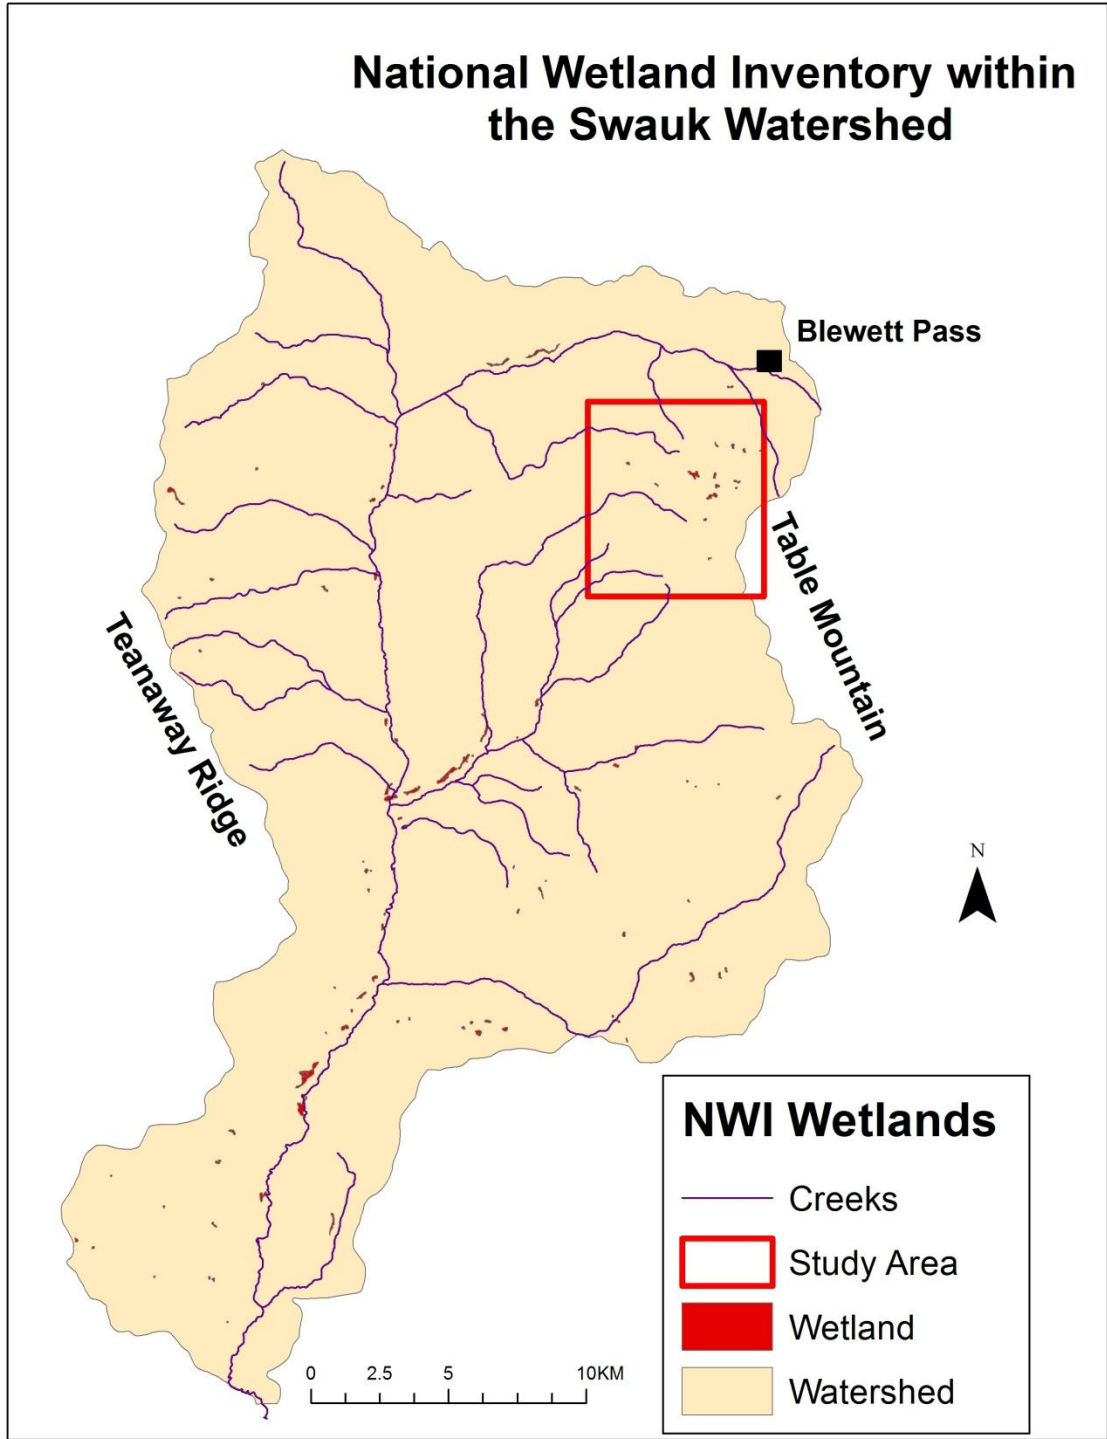 National Wetland Inventory within
the Swauk Watershed
Blewett Pass
Table Mountain
Teanaway Ridge
N
NWI Wetlands
Creeks
Study Area
Wetland
Watershed
0 2.5 5 10KM